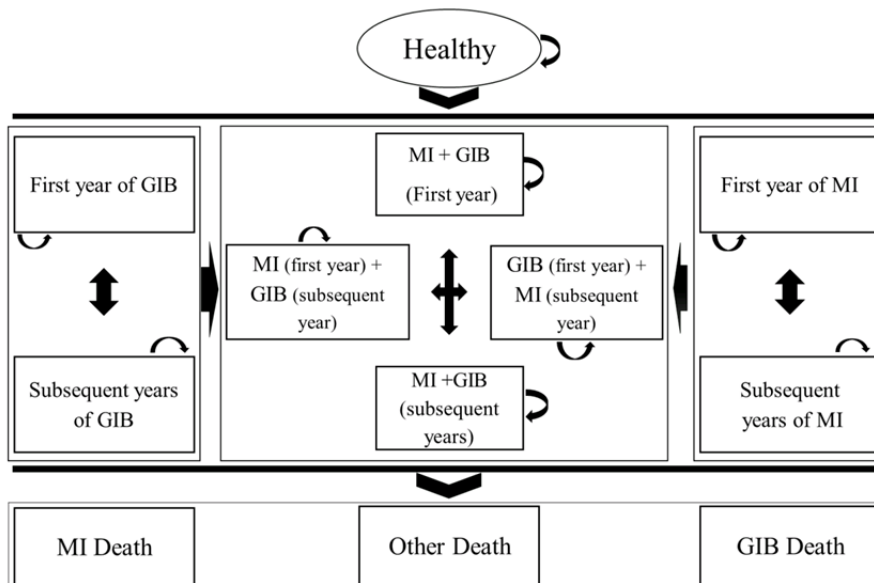 Healthy
First year of GIB
MI + GIB
(First year)
First year of MI
MI (first year) +
GIB (subsequent
year)
GIB (first year) +
MI (subsequent
year)
Subsequent years
of GIB
MI +GIB
(subsequent
years)
Subsequent
years of MI
MI Death
Other Death
GIB Death